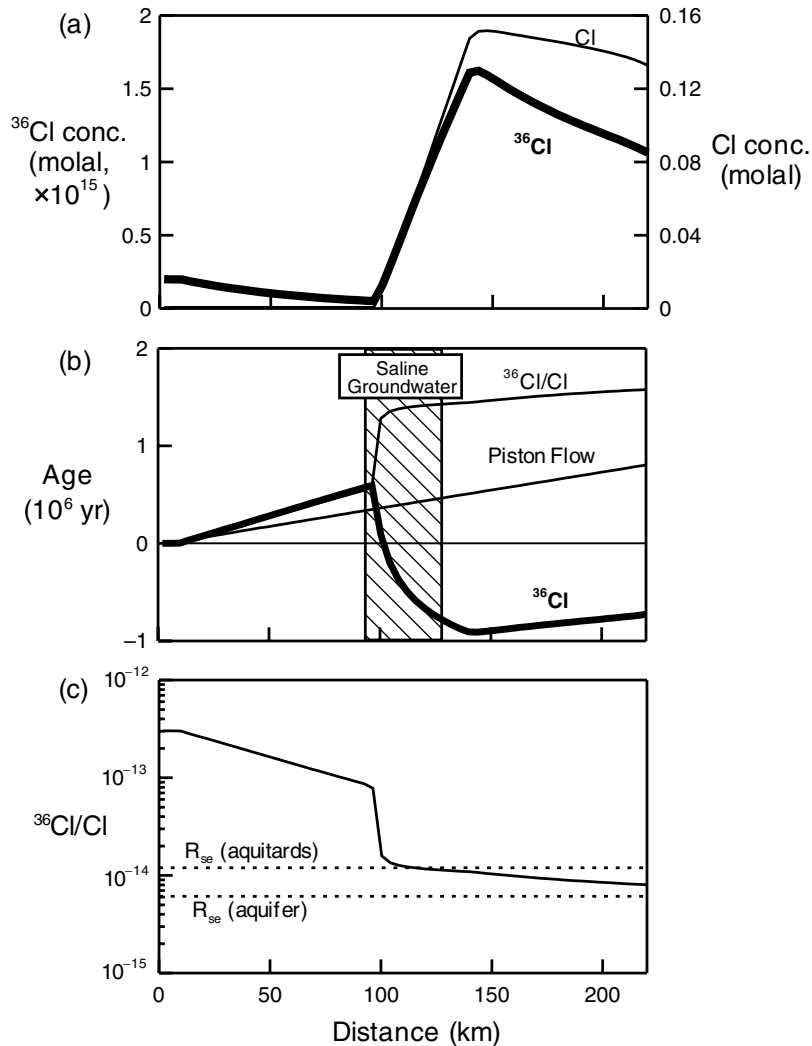 (a)
2
1.5
1
0.5
0
³⁶Cl conc.
(molal,
×10¹⁵)
0.16
0.12
0.08
0.04
0
Cl conc.
(molal)
Cl
³⁶Cl
(b)
2
1
0
−1
Age
(10⁶ yr)
Saline
Groundwater
³⁶Cl/Cl
Piston Flow
³⁶Cl
(c)
10⁻¹²
10⁻¹³
10⁻¹⁴
10⁻¹⁵
³⁶Cl/Cl
Rse (aquitards)
Rse (aquifer)
0 50 100 150 200
Distance (km)